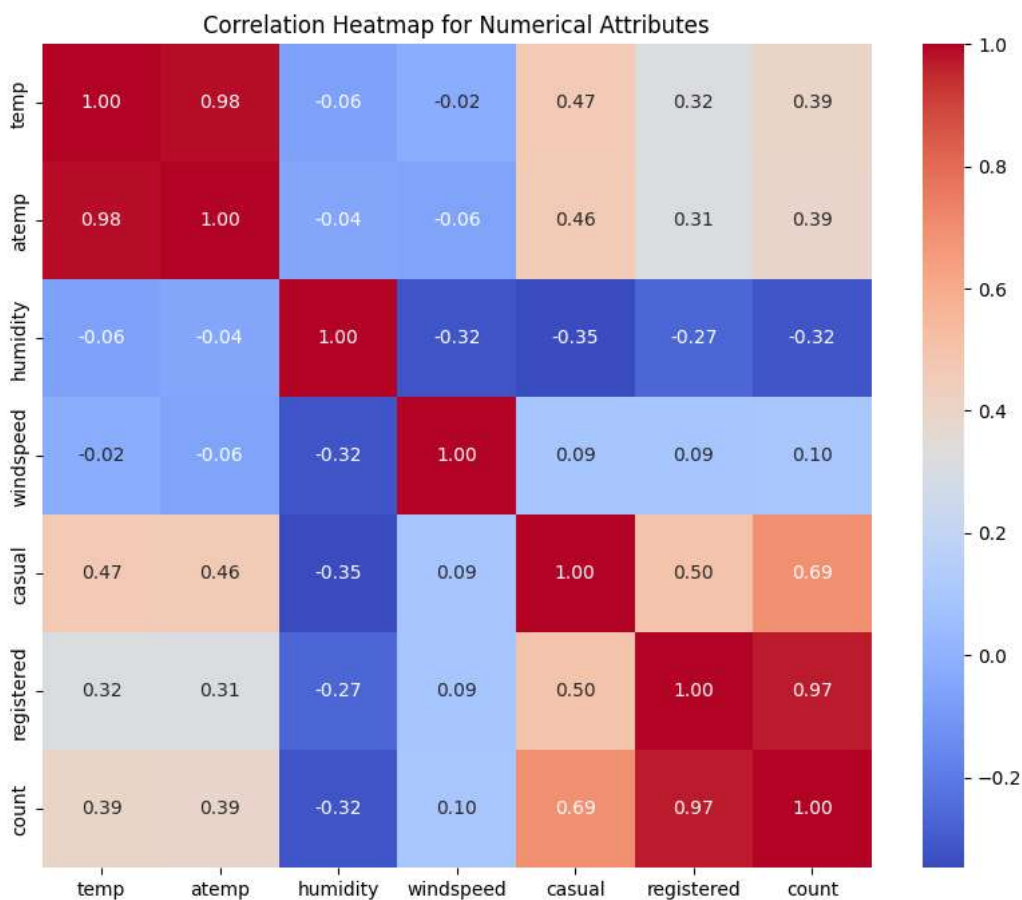 Correlation Heatmap for Numerical Attributes
temp 1.00 0.98 -0.06 -0.02 0.47 0.32 0.39
atemp 0.98 1.00 -0.04 -0.06 0.46 0.31 0.39
humidity -0.06 -0.04 1.00 -0.32 -0.35 -0.27 -0.32
windspeed -0.02 -0.06 -0.32 1.00 0.09 0.09 0.10
casual 0.47 0.46 -0.35 0.09 1.00 0.50 0.69
registered 0.32 0.31 -0.27 0.09 0.50 1.00 0.97
count 0.39 0.39 -0.32 0.10 0.69 0.97 1.00
temp atemp humidity windspeed casual registered count
1.0
0.8
0.6
0.4
0.2
0.0
−0.2